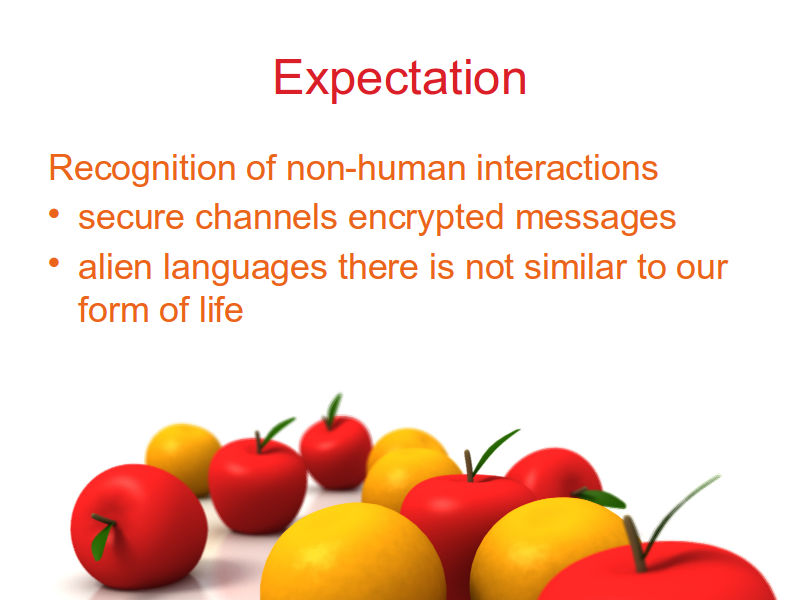 Expectation
Recognition of non-human interactions
• secure channels encrypted messages
• alien languages there is not similar to our
form of life